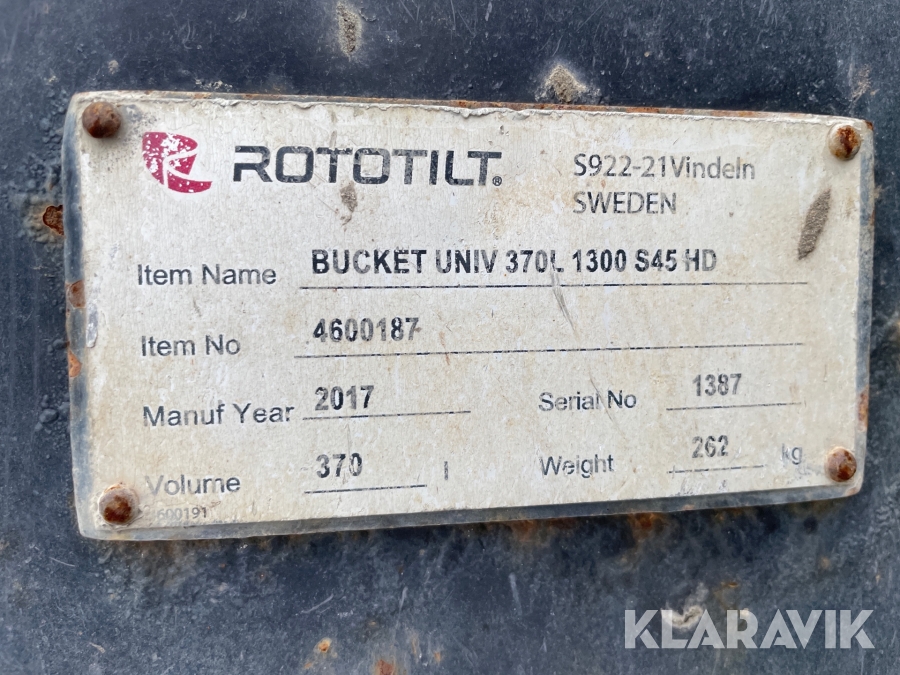 ROTOTILT®
S922-21Vindeln
SWEDEN
Item Name BUCKET UNIV 370L 1300 S45 HD
Item No 4600187
Manuf Year 2017 Serial No 1387
Volume 370 l Weight 262 kg
600191
KLARAVIK